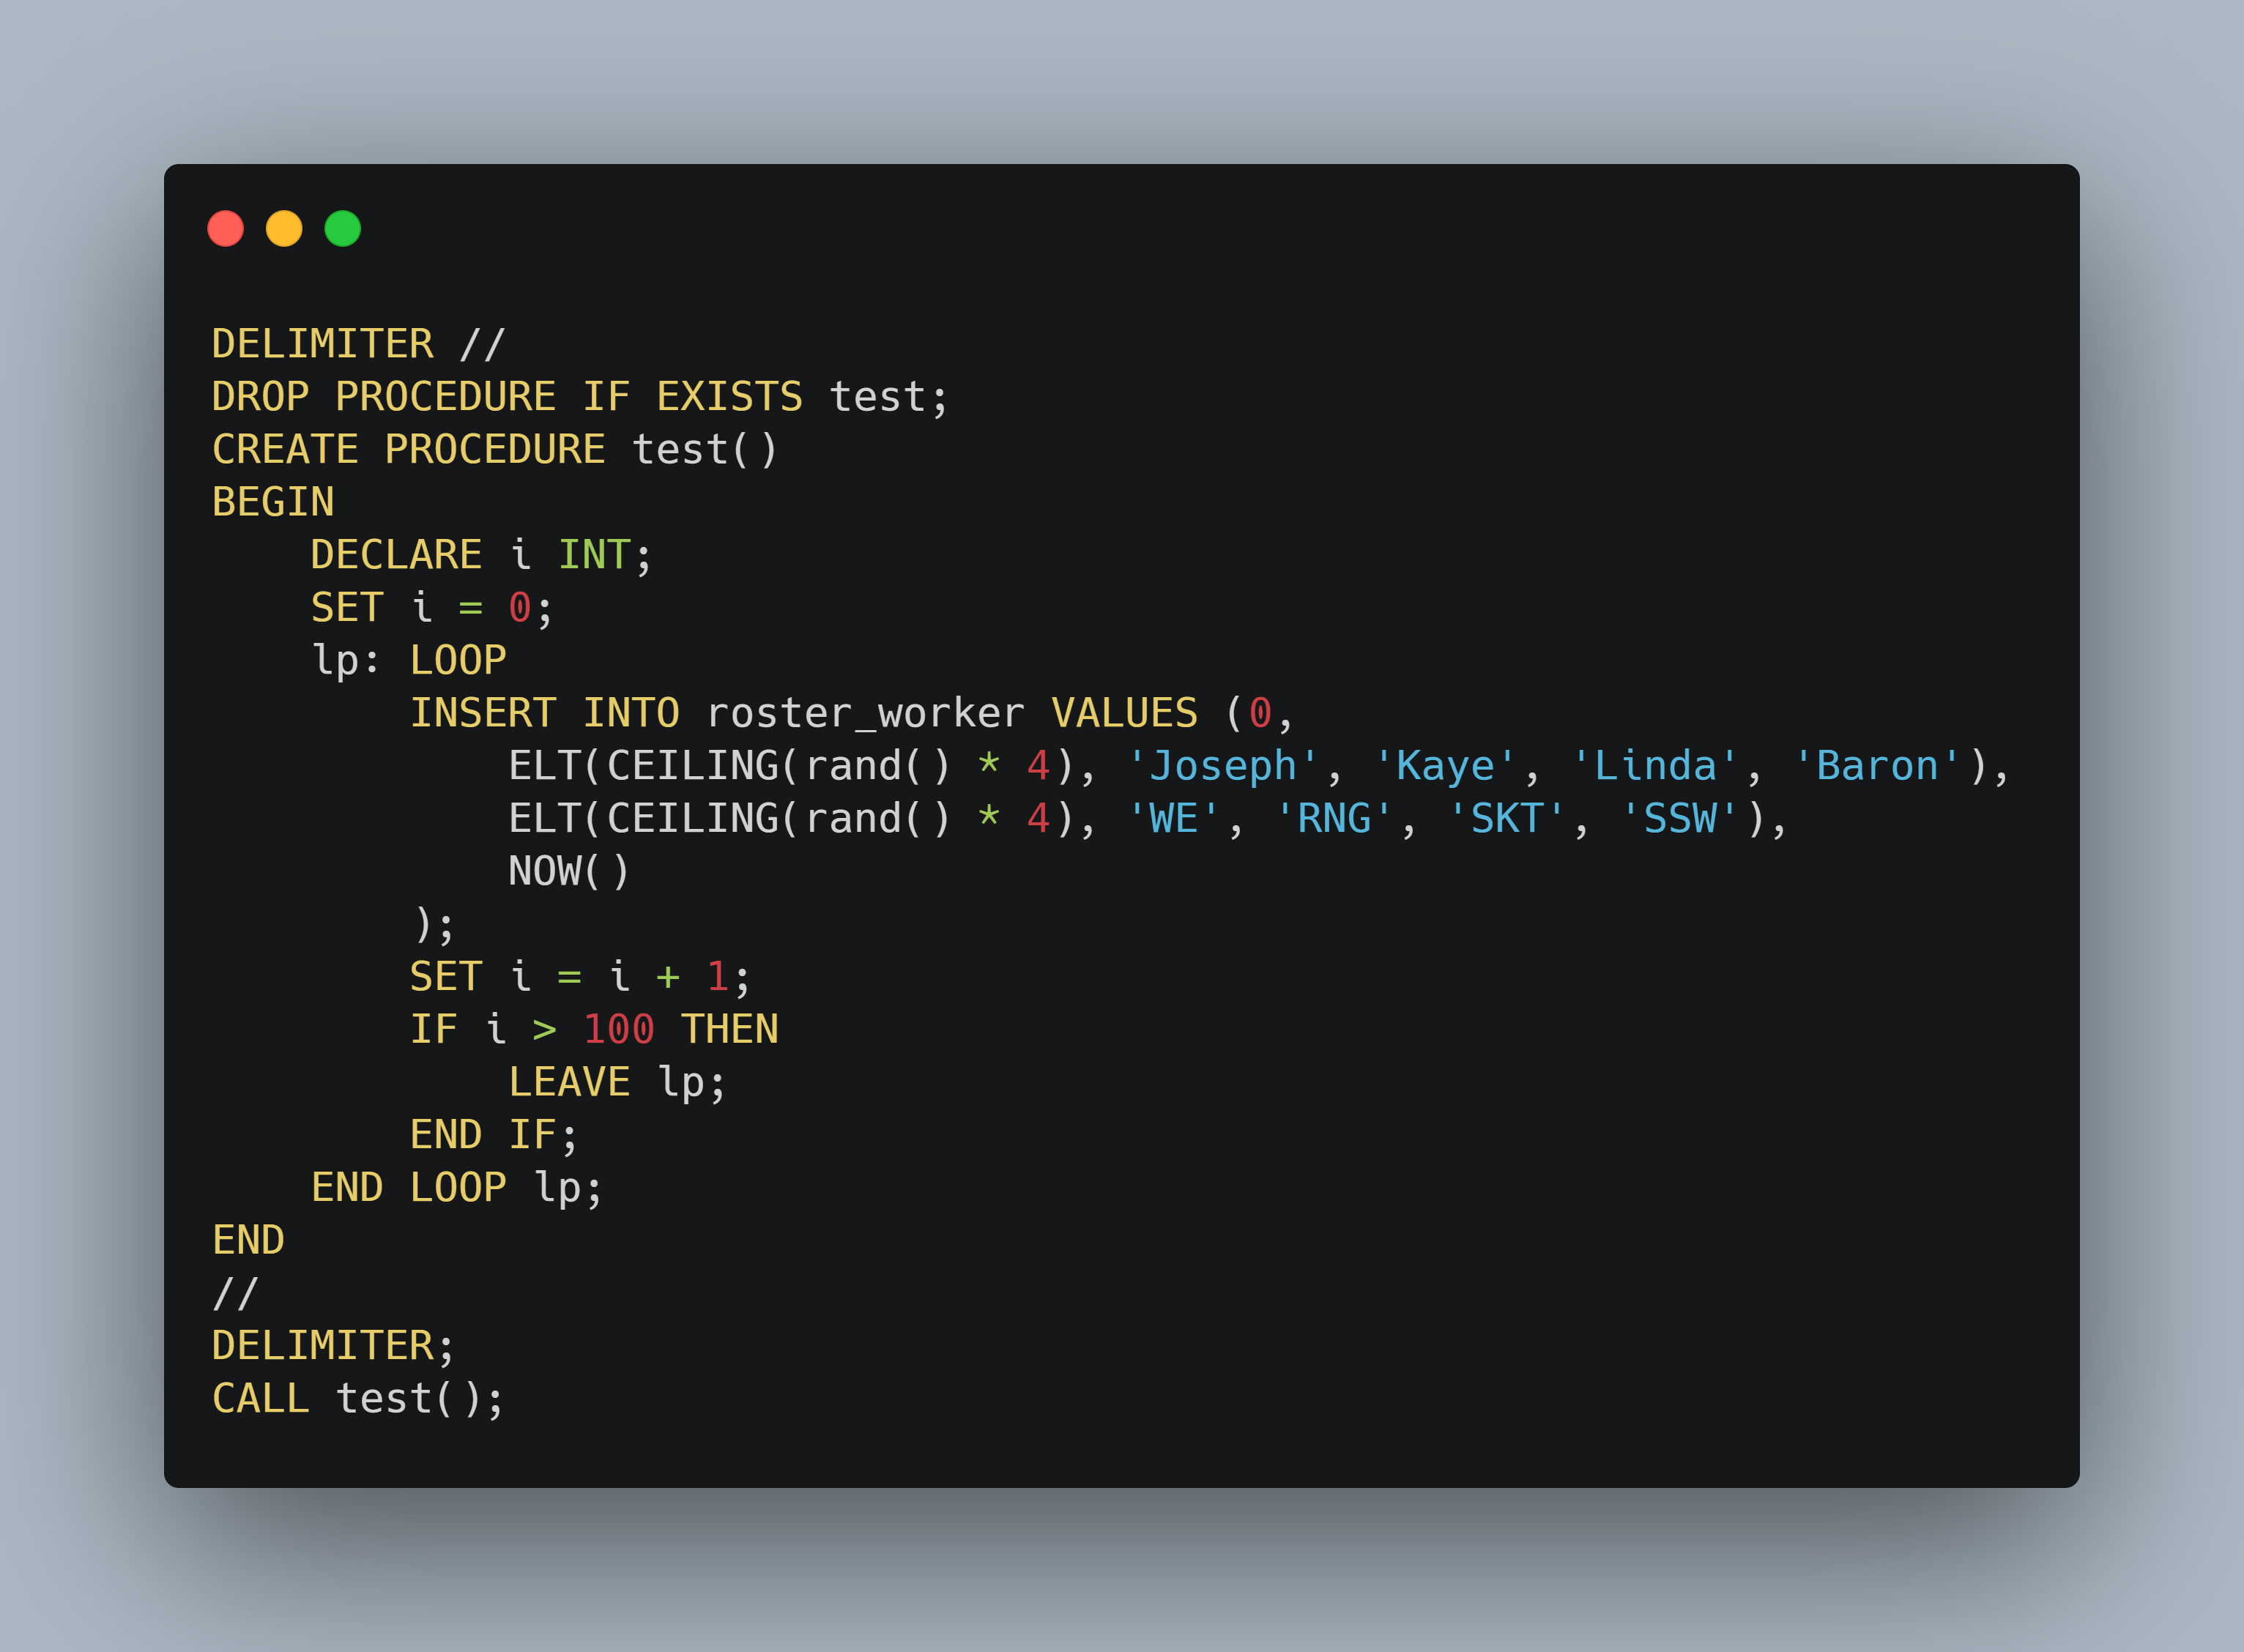 DELIMITER //
DROP PROCEDURE IF EXISTS test;
CREATE PROCEDURE test()
BEGIN
    DECLARE i INT;
    SET i = 0;
    lp: LOOP
        INSERT INTO roster_worker VALUES (0,
            ELT(CEILING(rand() * 4), 'Joseph', 'Kaye', 'Linda', 'Baron'),
            ELT(CEILING(rand() * 4), 'WE', 'RNG', 'SKT', 'SSW'),
            NOW()
        );
        SET i = i + 1;
        IF i > 100 THEN
            LEAVE lp;
        END IF;
    END LOOP lp;
END
//
DELIMITER;
CALL test();